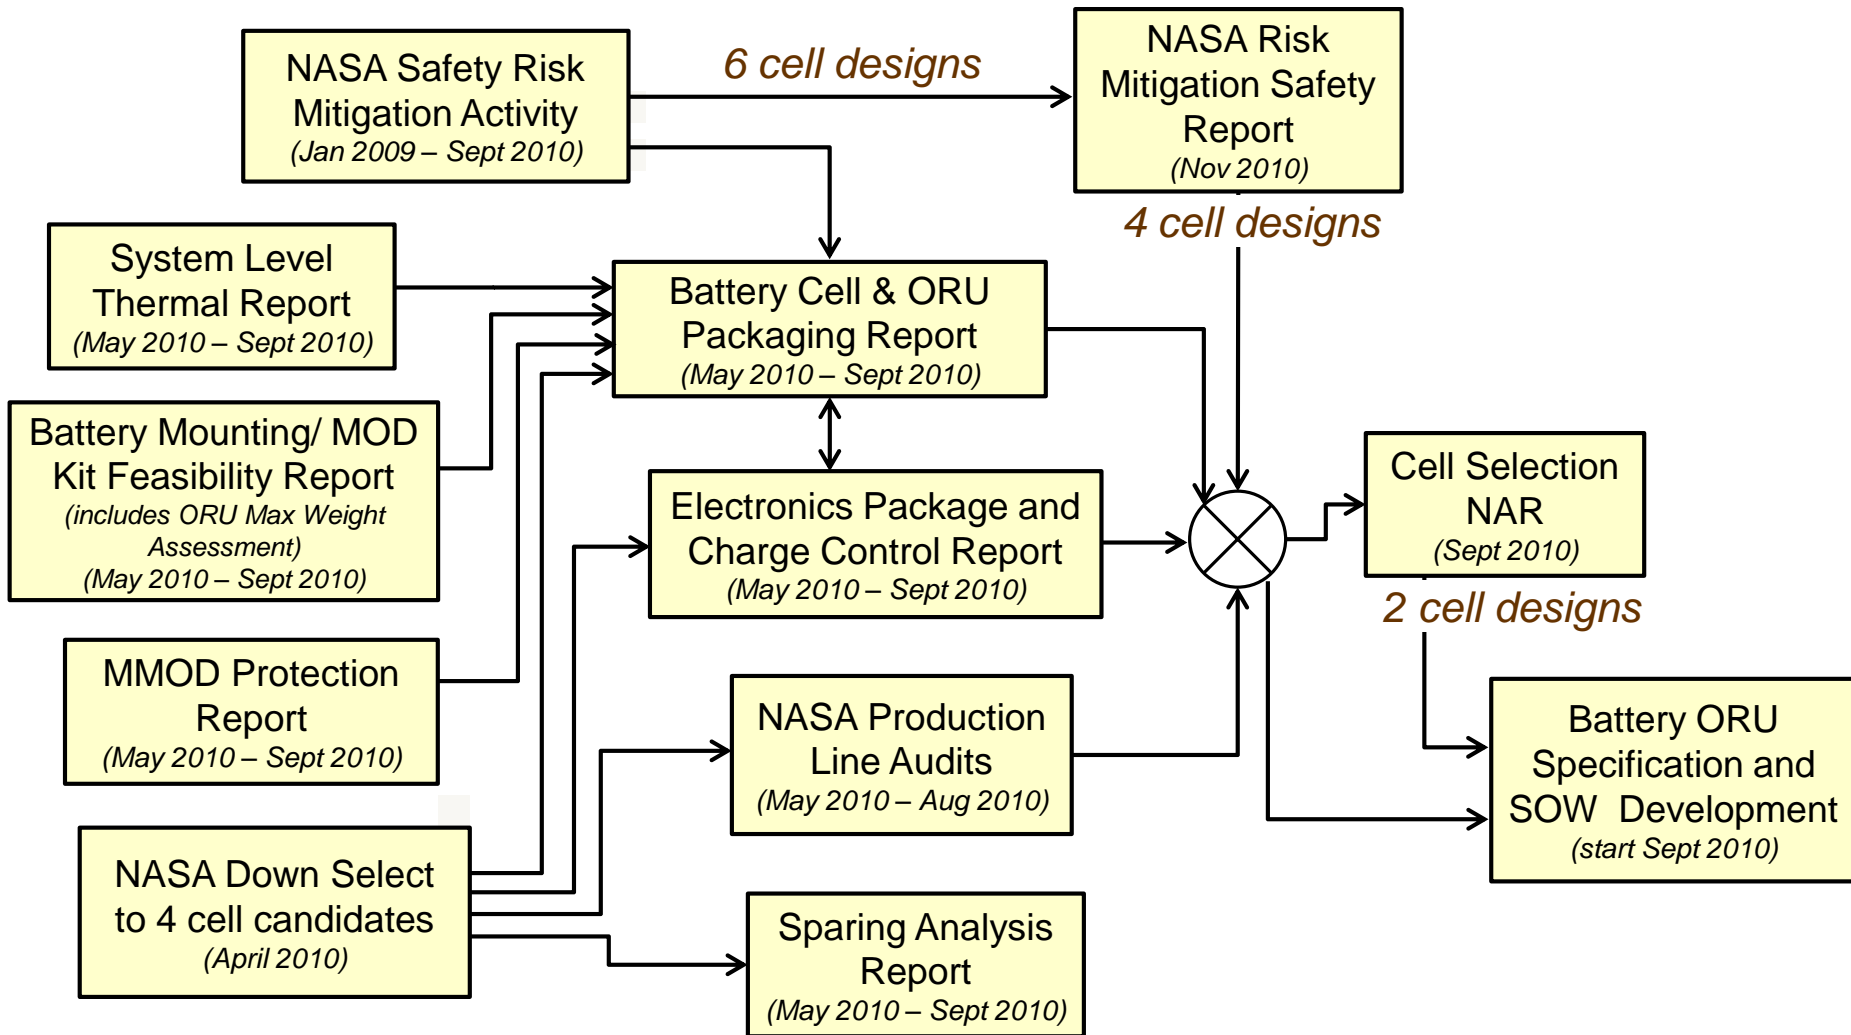 NASA Safety Risk
Mitigation Activity
(Jan 2009 – Sept 2010)
6 cell designs
NASA Risk
Mitigation Safety
Report
(Nov 2010)
4 cell designs
System Level
Thermal Report
(May 2010 – Sept 2010)
Battery Cell & ORU
Packaging Report
(May 2010 – Sept 2010)
Battery Mounting/ MOD
Kit Feasibility Report
(includes ORU Max Weight
Assessment)
(May 2010 – Sept 2010)
Electronics Package and
Charge Control Report
(May 2010 – Sept 2010)
Cell Selection
NAR
(Sept 2010)
2 cell designs
MMOD Protection
Report
(May 2010 – Sept 2010)
NASA Production
Line Audits
(May 2010 – Aug 2010)
Battery ORU
Specification and
SOW Development
(start Sept 2010)
NASA Down Select
to 4 cell candidates
(April 2010)
Sparing Analysis
Report
(May 2010 – Sept 2010)